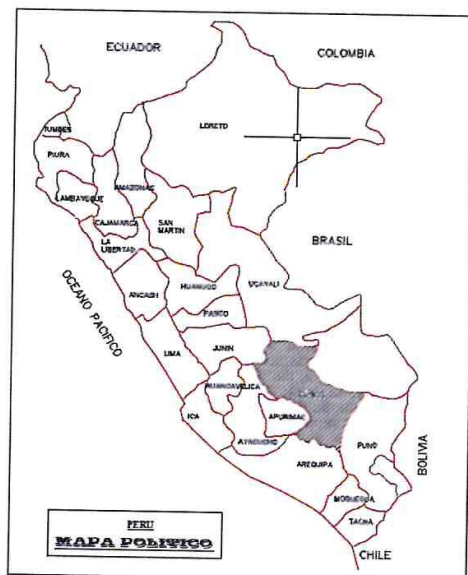 ECUADOR
COLOMBIA
LORETO
TUMBES
PIURA
AMAZONAS
LAMBAYEQUE
CAJAMARCA
SAN
MARTIN
LA
LIBERTAD
BRASIL
OCEANO PACIFICO
ANCASH
HUANUCO
UCAYALI
PASCO
LIMA
JUNIN
HUANCAVELICA
ICA
APURIMAC
AYACUCHO
PUNO
AREQUIPA
BOLIVIA
MOQUEGUA
TACNA
CHILE
PERU
MAPA POLITICO